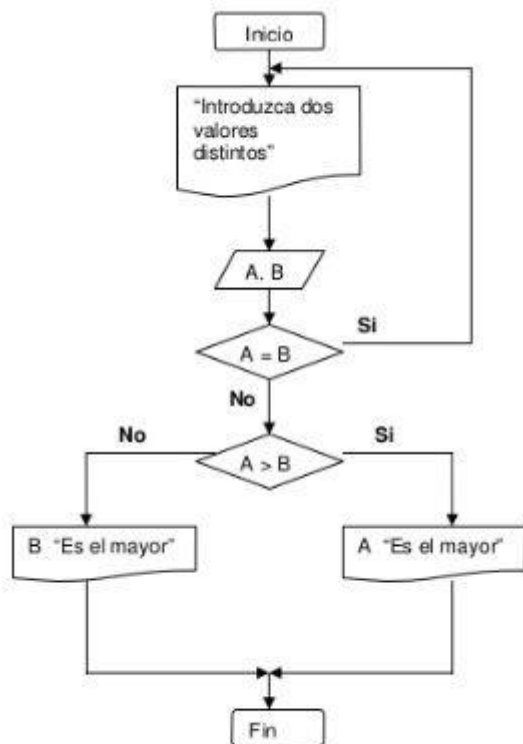 Inicio
“Introduzca dos
valores
distintos”
A. B
Si
A = B
No
No
Si
A > B
B “Es el mayor”
A “Es el mayor”
Fin